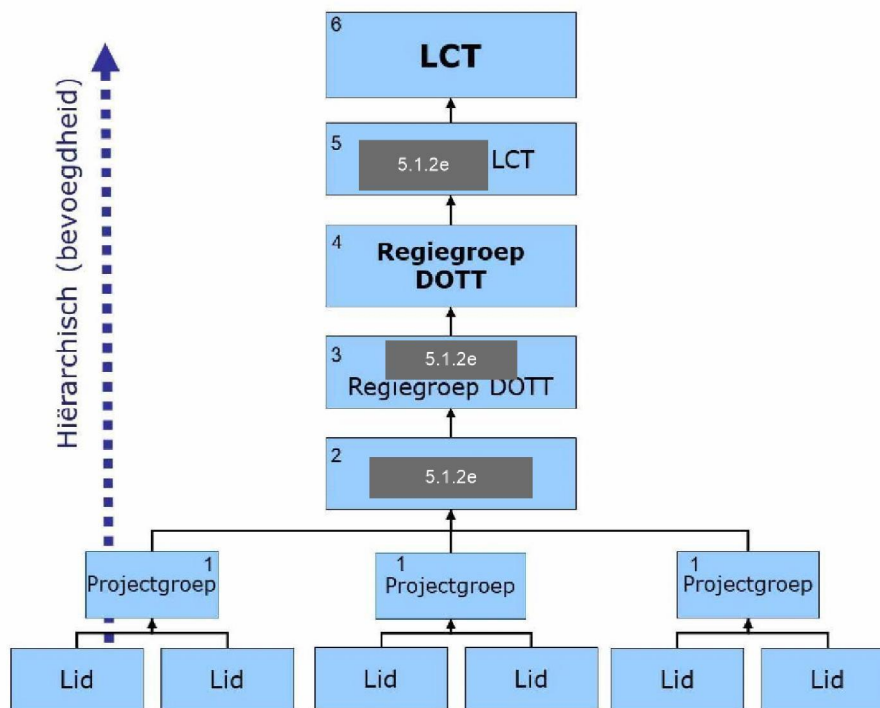 6
LCT
5
5.1.2e
LCT
4
Regiegroep
DOTT
3
5.1.2e
Regiegroep DOTT
2
5.1.2e
Hiërarchisch (bevoegdheid)
1
Projectgroep
1
Projectgroep
1
Projectgroep
Lid
Lid
Lid
Lid
Lid
Lid